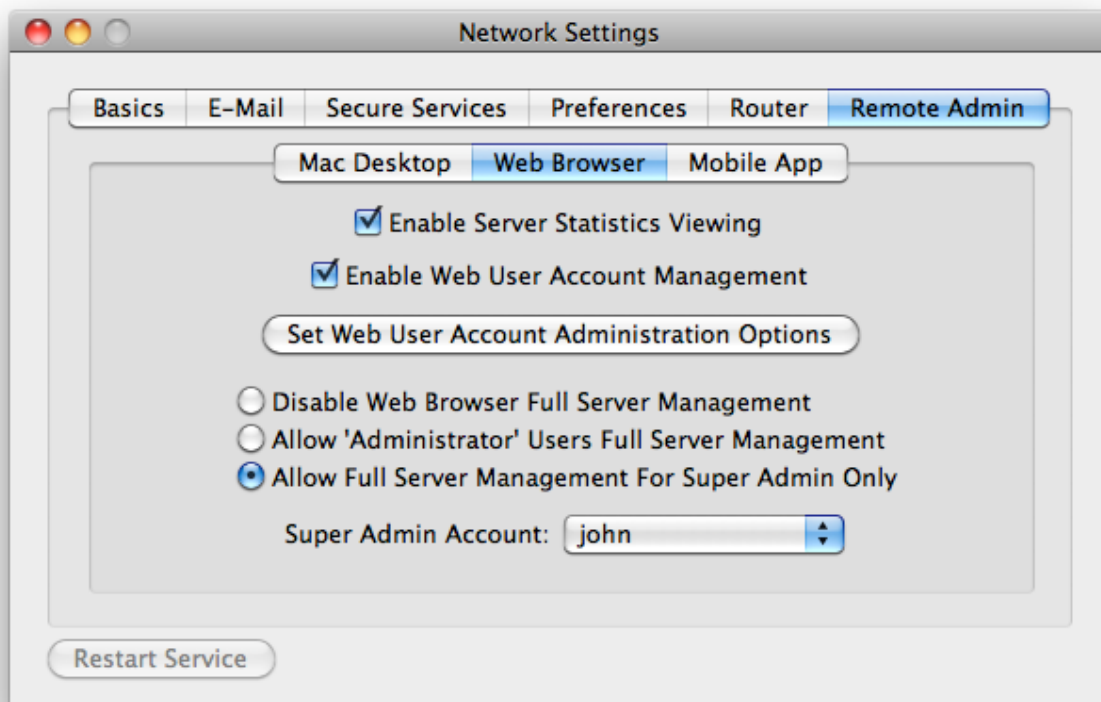 Network Settings
Basics E-Mail Secure Services Preferences Router Remote Admin
Mac Desktop Web Browser Mobile App
Enable Server Statistics Viewing
Enable Web User Account Management
Set Web User Account Administration Options
Disable Web Browser Full Server Management
Allow 'Administrator' Users Full Server Management
Allow Full Server Management For Super Admin Only
Super Admin Account: john
Restart Service